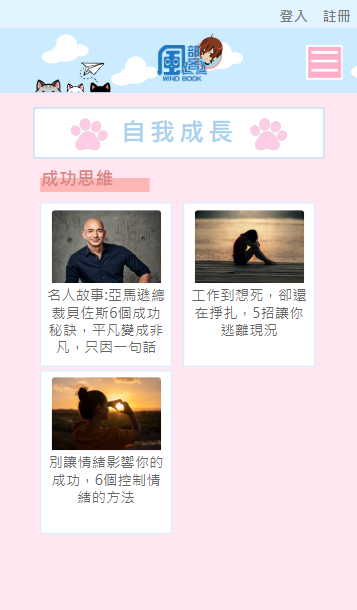 登入 註冊
風部舍
WIND BOOK
自我成長
成功思維
名人故事:亞馬遜總
裁貝佐斯6個成功
秘訣，平凡變成非
凡，只因一句話
工作到想死，卻還
在掙扎，5招讓你
逃離現況
別讓情緒影響你的
成功，6個控制情
緒的方法